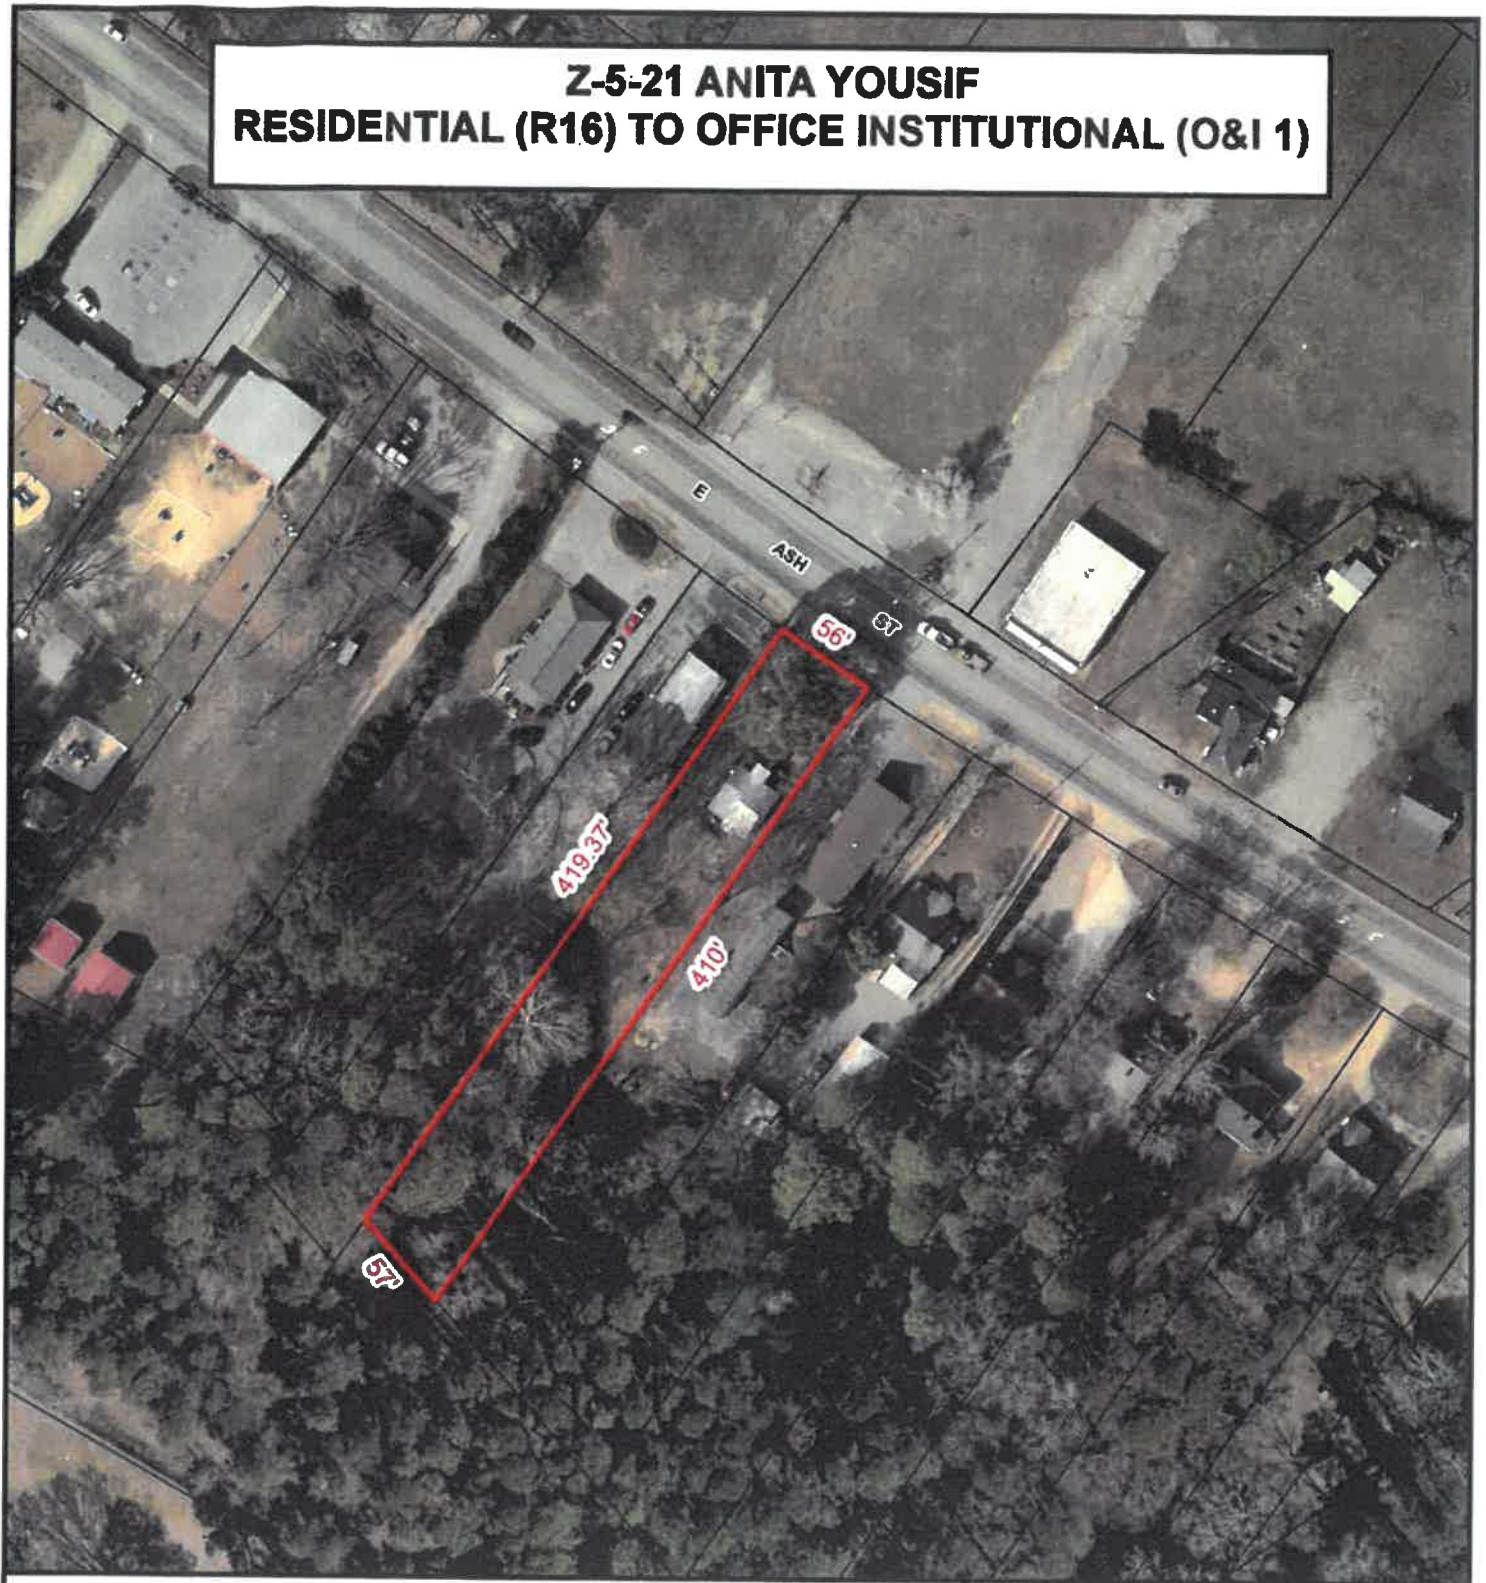 Z-5-21 ANITA YOUSIF
RESIDENTIAL (R16) TO OFFICE INSTITUTIONAL (O&I 1)
E
ASH
ST
56'
419.37'
410'
57'